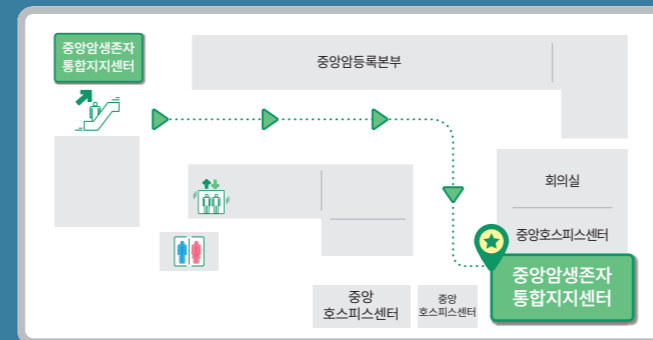 중앙암생존자
통합지지센터
중앙암등록본부
회의실
중앙호스피스센터
중앙암생존자
통합지지센터
중앙
호스피스센터
중앙
호스피스센터